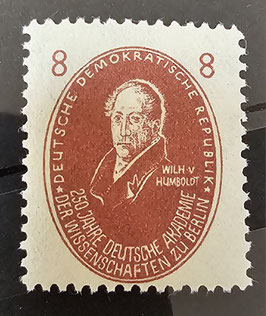 8 8
DEUTSCHE DEMOKRATISCHE REPUBLIK
WILH·V
HUMBOLDT
250 JAHRE DEUTSCHE AKADEMIE
DER WISSENSCHAFTEN ZU BERLIN